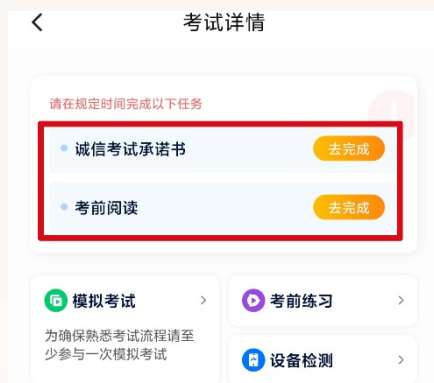 考试详情
请在规定时间完成以下任务
诚信考试承诺书
去完成
考前阅读
去完成
模拟考试
为确保熟悉考试流程请至
少参与一次模拟考试
考前练习
设备检测